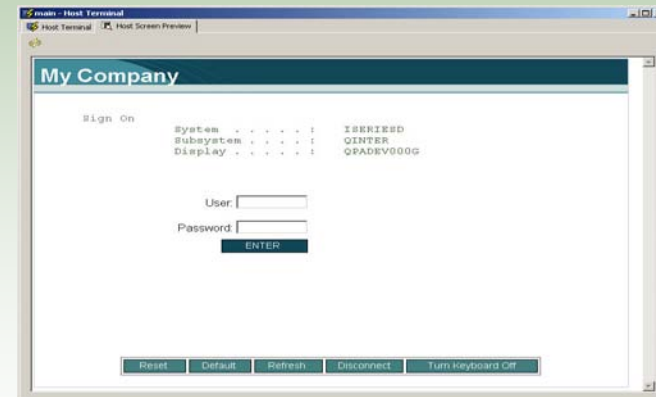 main - Host Terminal
Host Terminal Host Screen Preview
My Company
Sign On
System . . . . . : ISERIESD
Subsystem . . . . : QINTER
Display . . . . . : QPADEV000G
User:
Password:
ENTER
Reset Default Refresh Disconnect Turn Keyboard Off